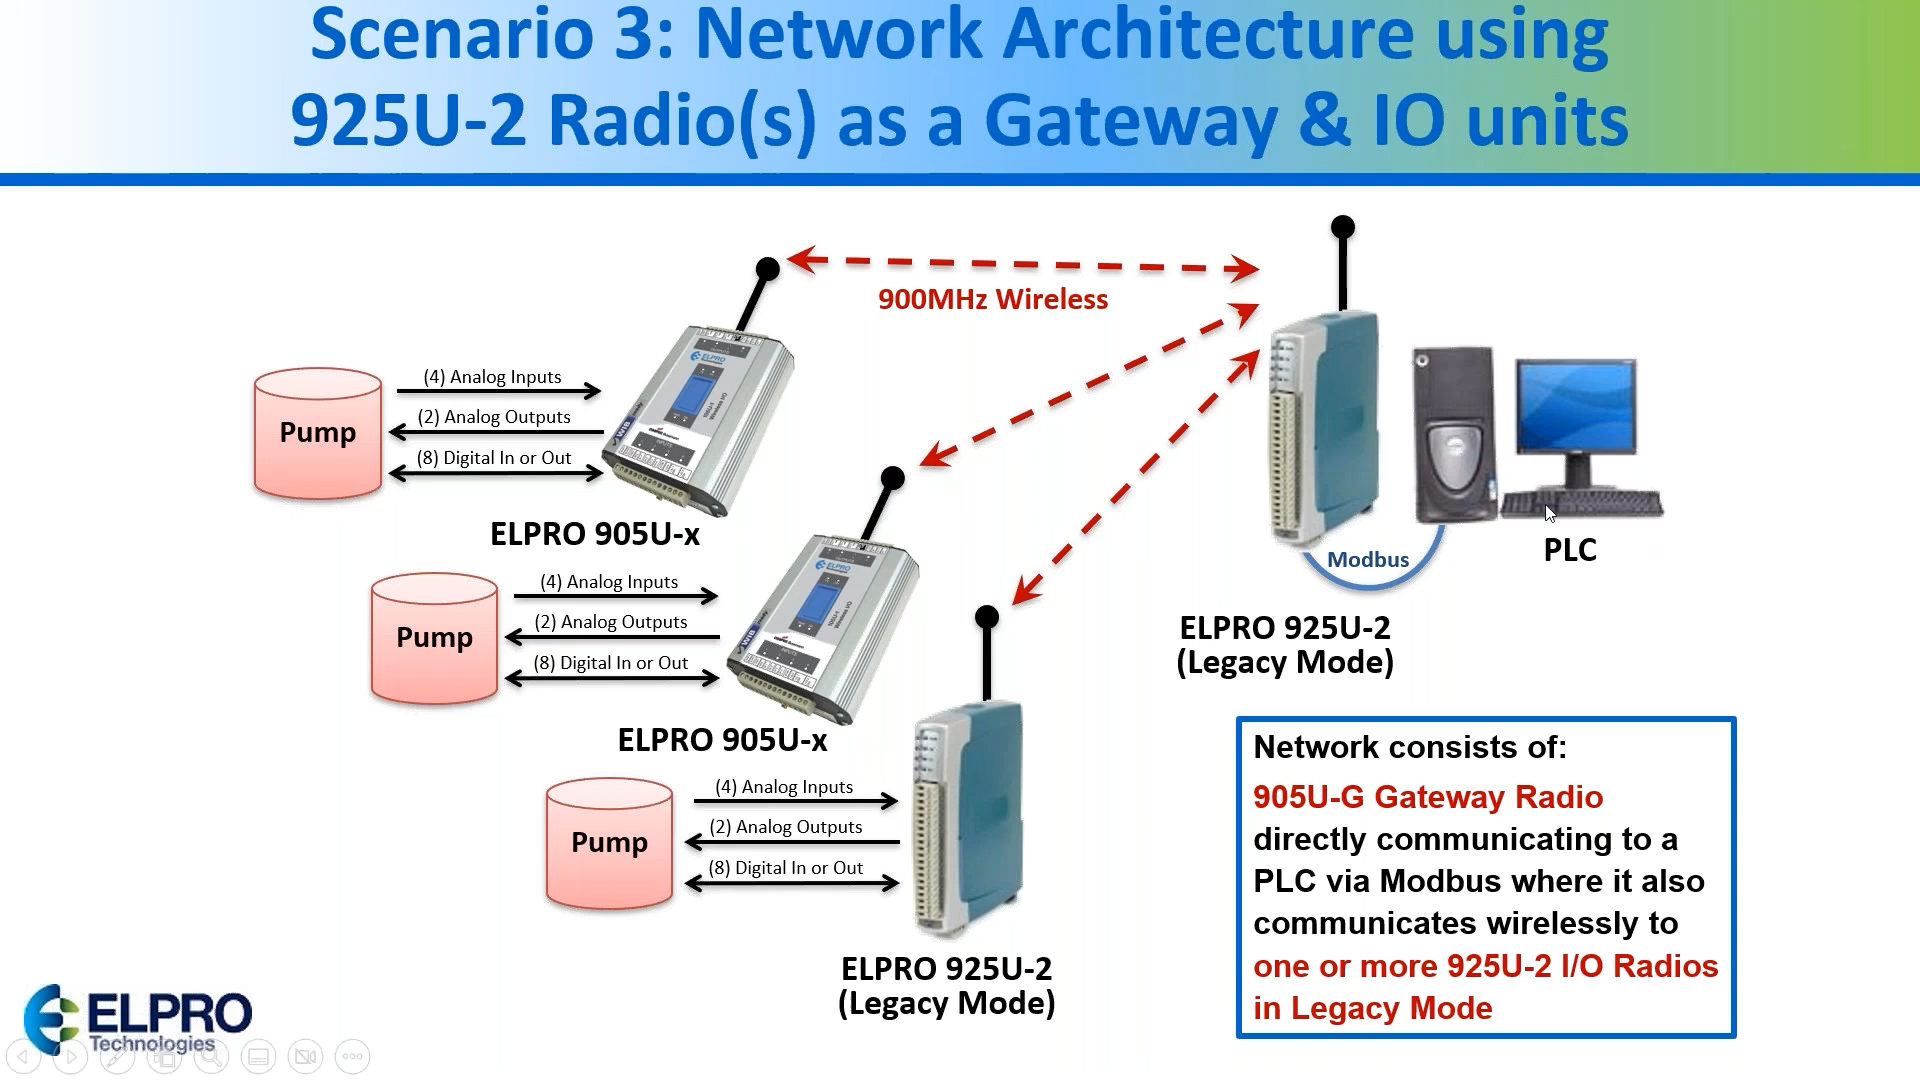 Scenario 3: Network Architecture using
925U-2 Radio(s) as a Gateway & IO units
900MHz Wireless
Pump
(4) Analog Inputs
(2) Analog Outputs
(8) Digital In or Out
ELPRO
ELPRO 905U-x
Pump
(4) Analog Inputs
(2) Analog Outputs
(8) Digital In or Out
ELPRO
ELPRO 905U-x
Pump
(4) Analog Inputs
(2) Analog Outputs
(8) Digital In or Out
ELPRO 925U-2
(Legacy Mode)
Modbus
PLC
ELPRO 925U-2
(Legacy Mode)
Network consists of:
905U-G Gateway Radio
directly communicating to a
PLC via Modbus where it also
communicates wirelessly to
one or more 925U-2 I/O Radios
in Legacy Mode
ELPRO
Technologies